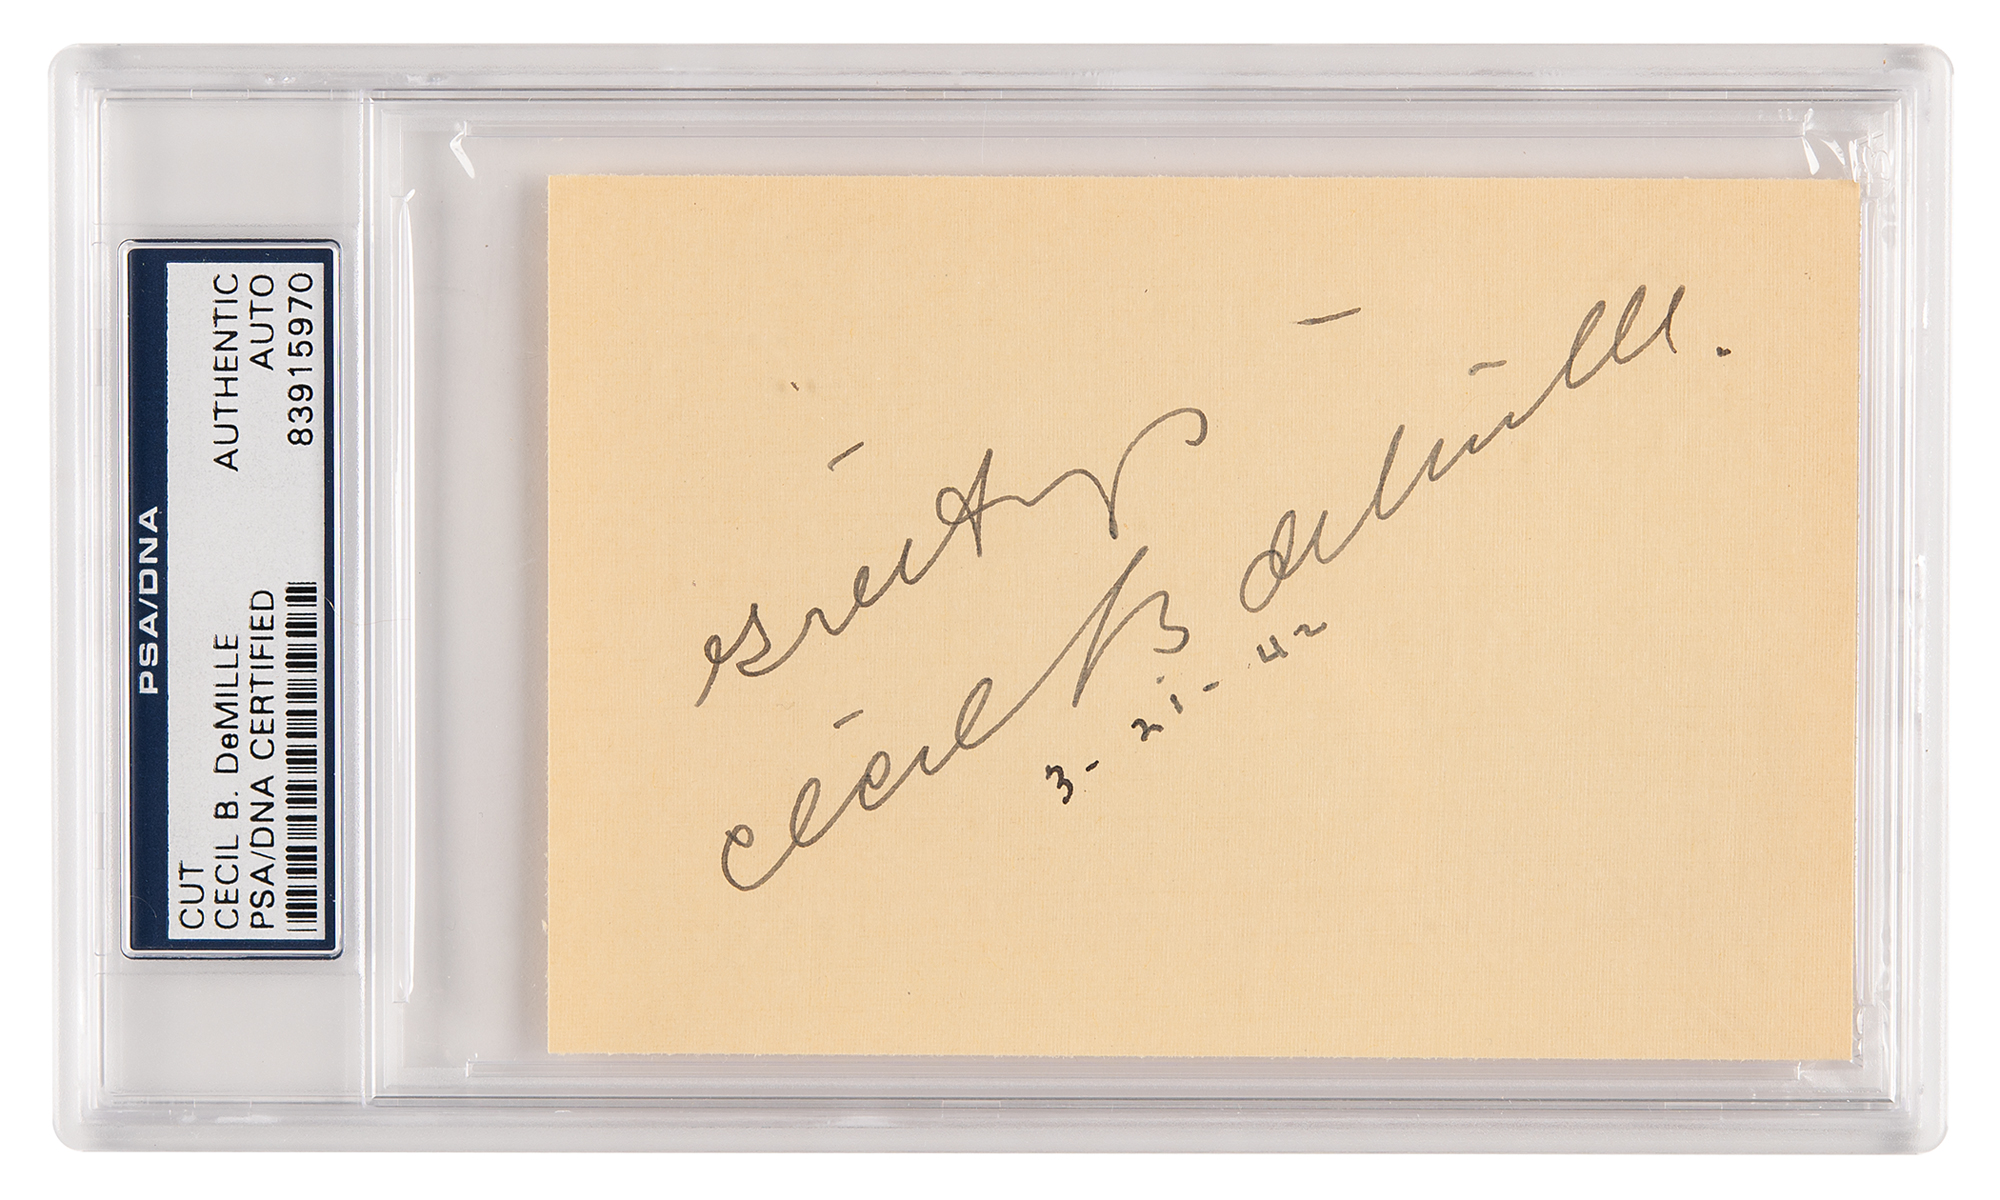 PSA/DNA
CUT AUTHENTIC
CECIL B. DeMILLE AUTO
PSA/DNA CERTIFIED 83915970
Greetings
Cecil B deMille.
3-21-42